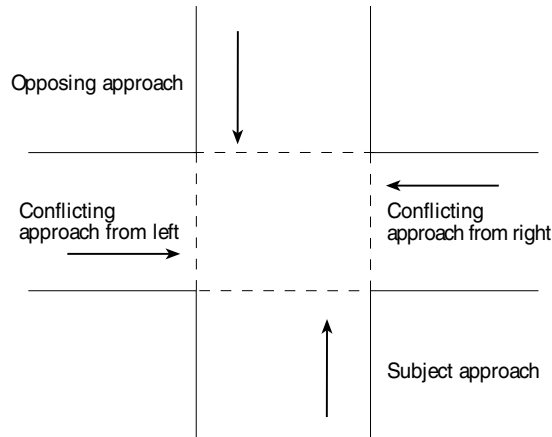 Opposing approach
Conflicting
approach from left
Conflicting
approach from right
Subject approach